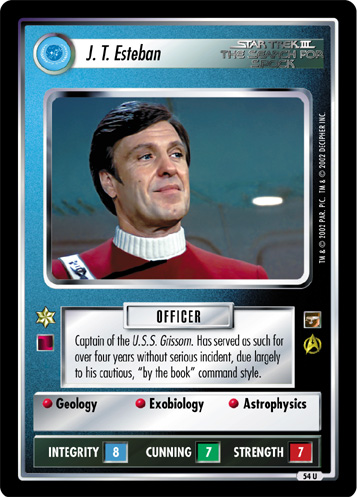 J. T. Esteban
STAR TREK III
THE SEARCH FOR
SPOCK
TM & © 2002 PAR. PIC. TM & © 2002 DECIPHER INC.
OFFICER
Captain of the U.S.S. Grissom. Has served as such for
over four years without serious incident, due largely
to his cautious, "by the book" command style.
Geology Exobiology Astrophysics
INTEGRITY 8 CUNNING 7 STRENGTH 7
54 U